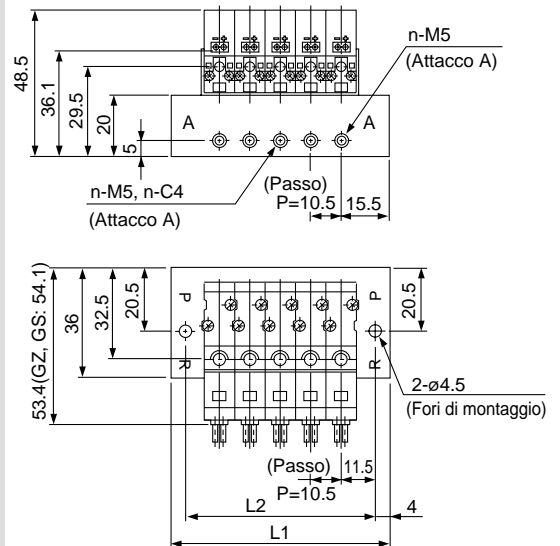 n-M5
(Attacco A)
48.5
36.1
29.5
20
5
A
A
n-M5, n-C4
(Attacco A)
(Passo)
P=10.5
15.5
53.4(GZ, GS: 54.1)
36
32.5
20.5
P
P
20.5
R
R
2-ø4.5
(Fori di montaggio)
(Passo)
P=10.5
11.5
L2
4
L1